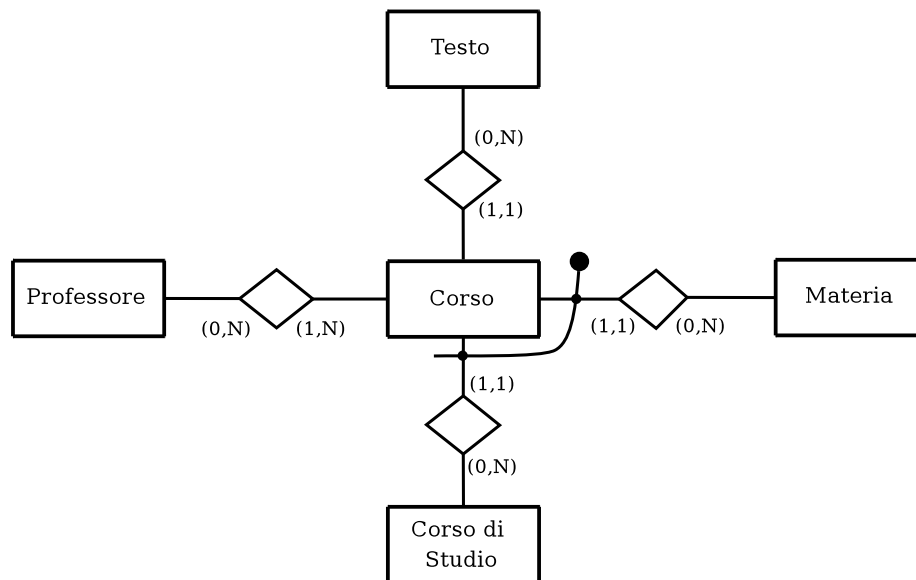 Testo
(0,N)
(1,1)
Professore
Corso
Materia
(0,N)
(1,N)
(1,1)
(0,N)
(1,1)
(0,N)
Corso di
Studio